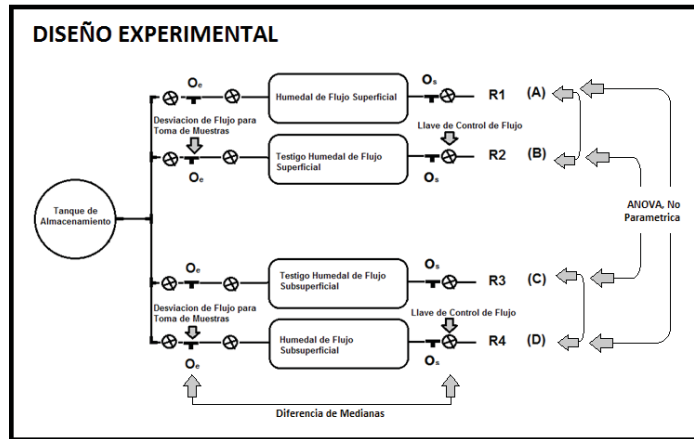 DISEÑO EXPERIMENTAL
Oe
Humedal de Flujo Superficial
Os
R1
(A)
Desviacion de Flujo para
Toma de Muestras
Llave de Control de Flujo
Oe
Testigo Humedal de Flujo
Superficial
Os
R2
(B)
Tanque de
Almacenamiento
ANOVA, No
Parametrica
Oe
Testigo Humedal de Flujo
Subsuperficial
Os
R3
(C)
Desviacion de Flujo para
Toma de Muestras
Llave de Control de Flujo
Oe
Humedal de Flujo
Subsuperficial
Os
R4
(D)
Diferencia de Medianas